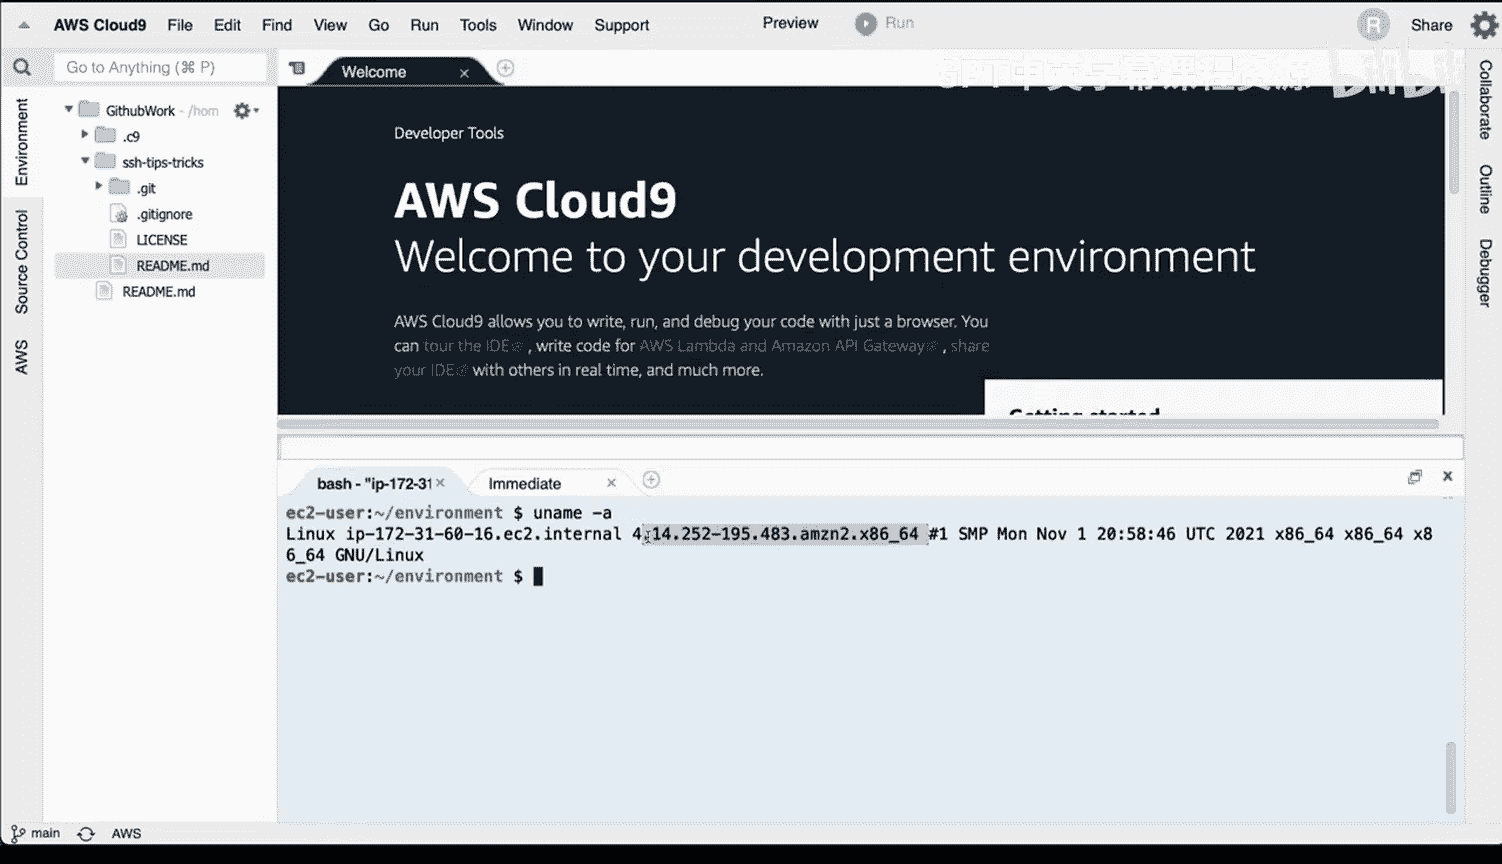 AWS Cloud9 File Edit Find View Go Run Tools Window Support Preview Run R Share
Go to Anything (⌘ P)
Welcome
Environment
Source Control
AWS
GithubWork - /hom
.c9
ssh-tips-tricks
.git
.gitignore
LICENSE
README.md
README.md
Developer Tools
AWS Cloud9
Welcome to your development environment
AWS Cloud9 allows you to write, run, and debug your code with just a browser. You
can tour the IDE, write code for AWS Lambda and Amazon API Gateway, share
your IDE with others in real time, and much more.
Getting started
Collaborate
Outline
Debugger
bash - "ip-172-31
Immediate
ec2-user:~/environment $ uname -a
Linux ip-172-31-60-16.ec2.internal 4.14.252-195.483.amzn2.x86_64 #1 SMP Mon Nov 1 20:58:46 UTC 2021 x86_64 x86_64 x8
6_64 GNU/Linux
ec2-user:~/environment $
main AWS